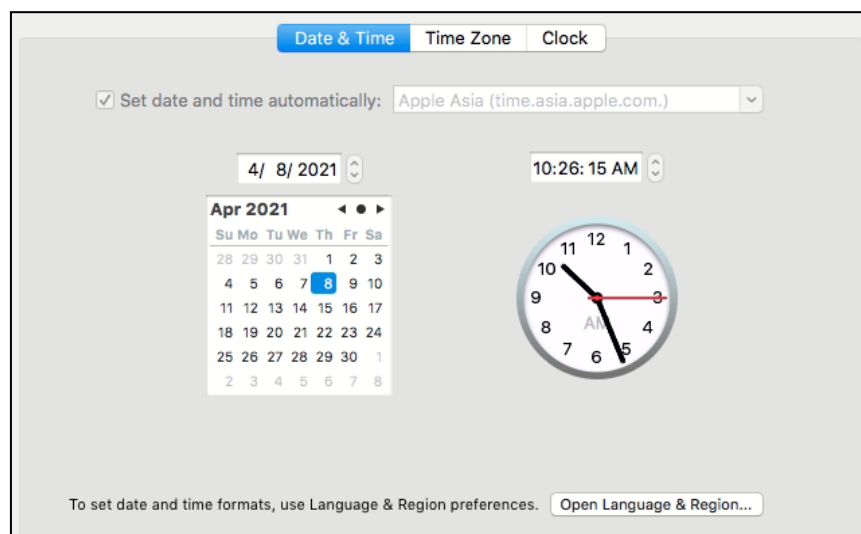 Date & Time Time Zone Clock
Set date and time automatically: Apple Asia (time.asia.apple.com.)
4/ 8/ 2021
10:26: 15 AM
Apr 2021
Su Mo Tu We Th Fr Sa
28 29 30 31 1 2 3
4 5 6 7 8 9 10
11 12 13 14 15 16 17
18 19 20 21 22 23 24
25 26 27 28 29 30 1
2 3 4 5 6 7 8
12
11 1
10 2
9 3
8 AM 4
7 5
6
To set date and time formats, use Language & Region preferences. Open Language & Region...